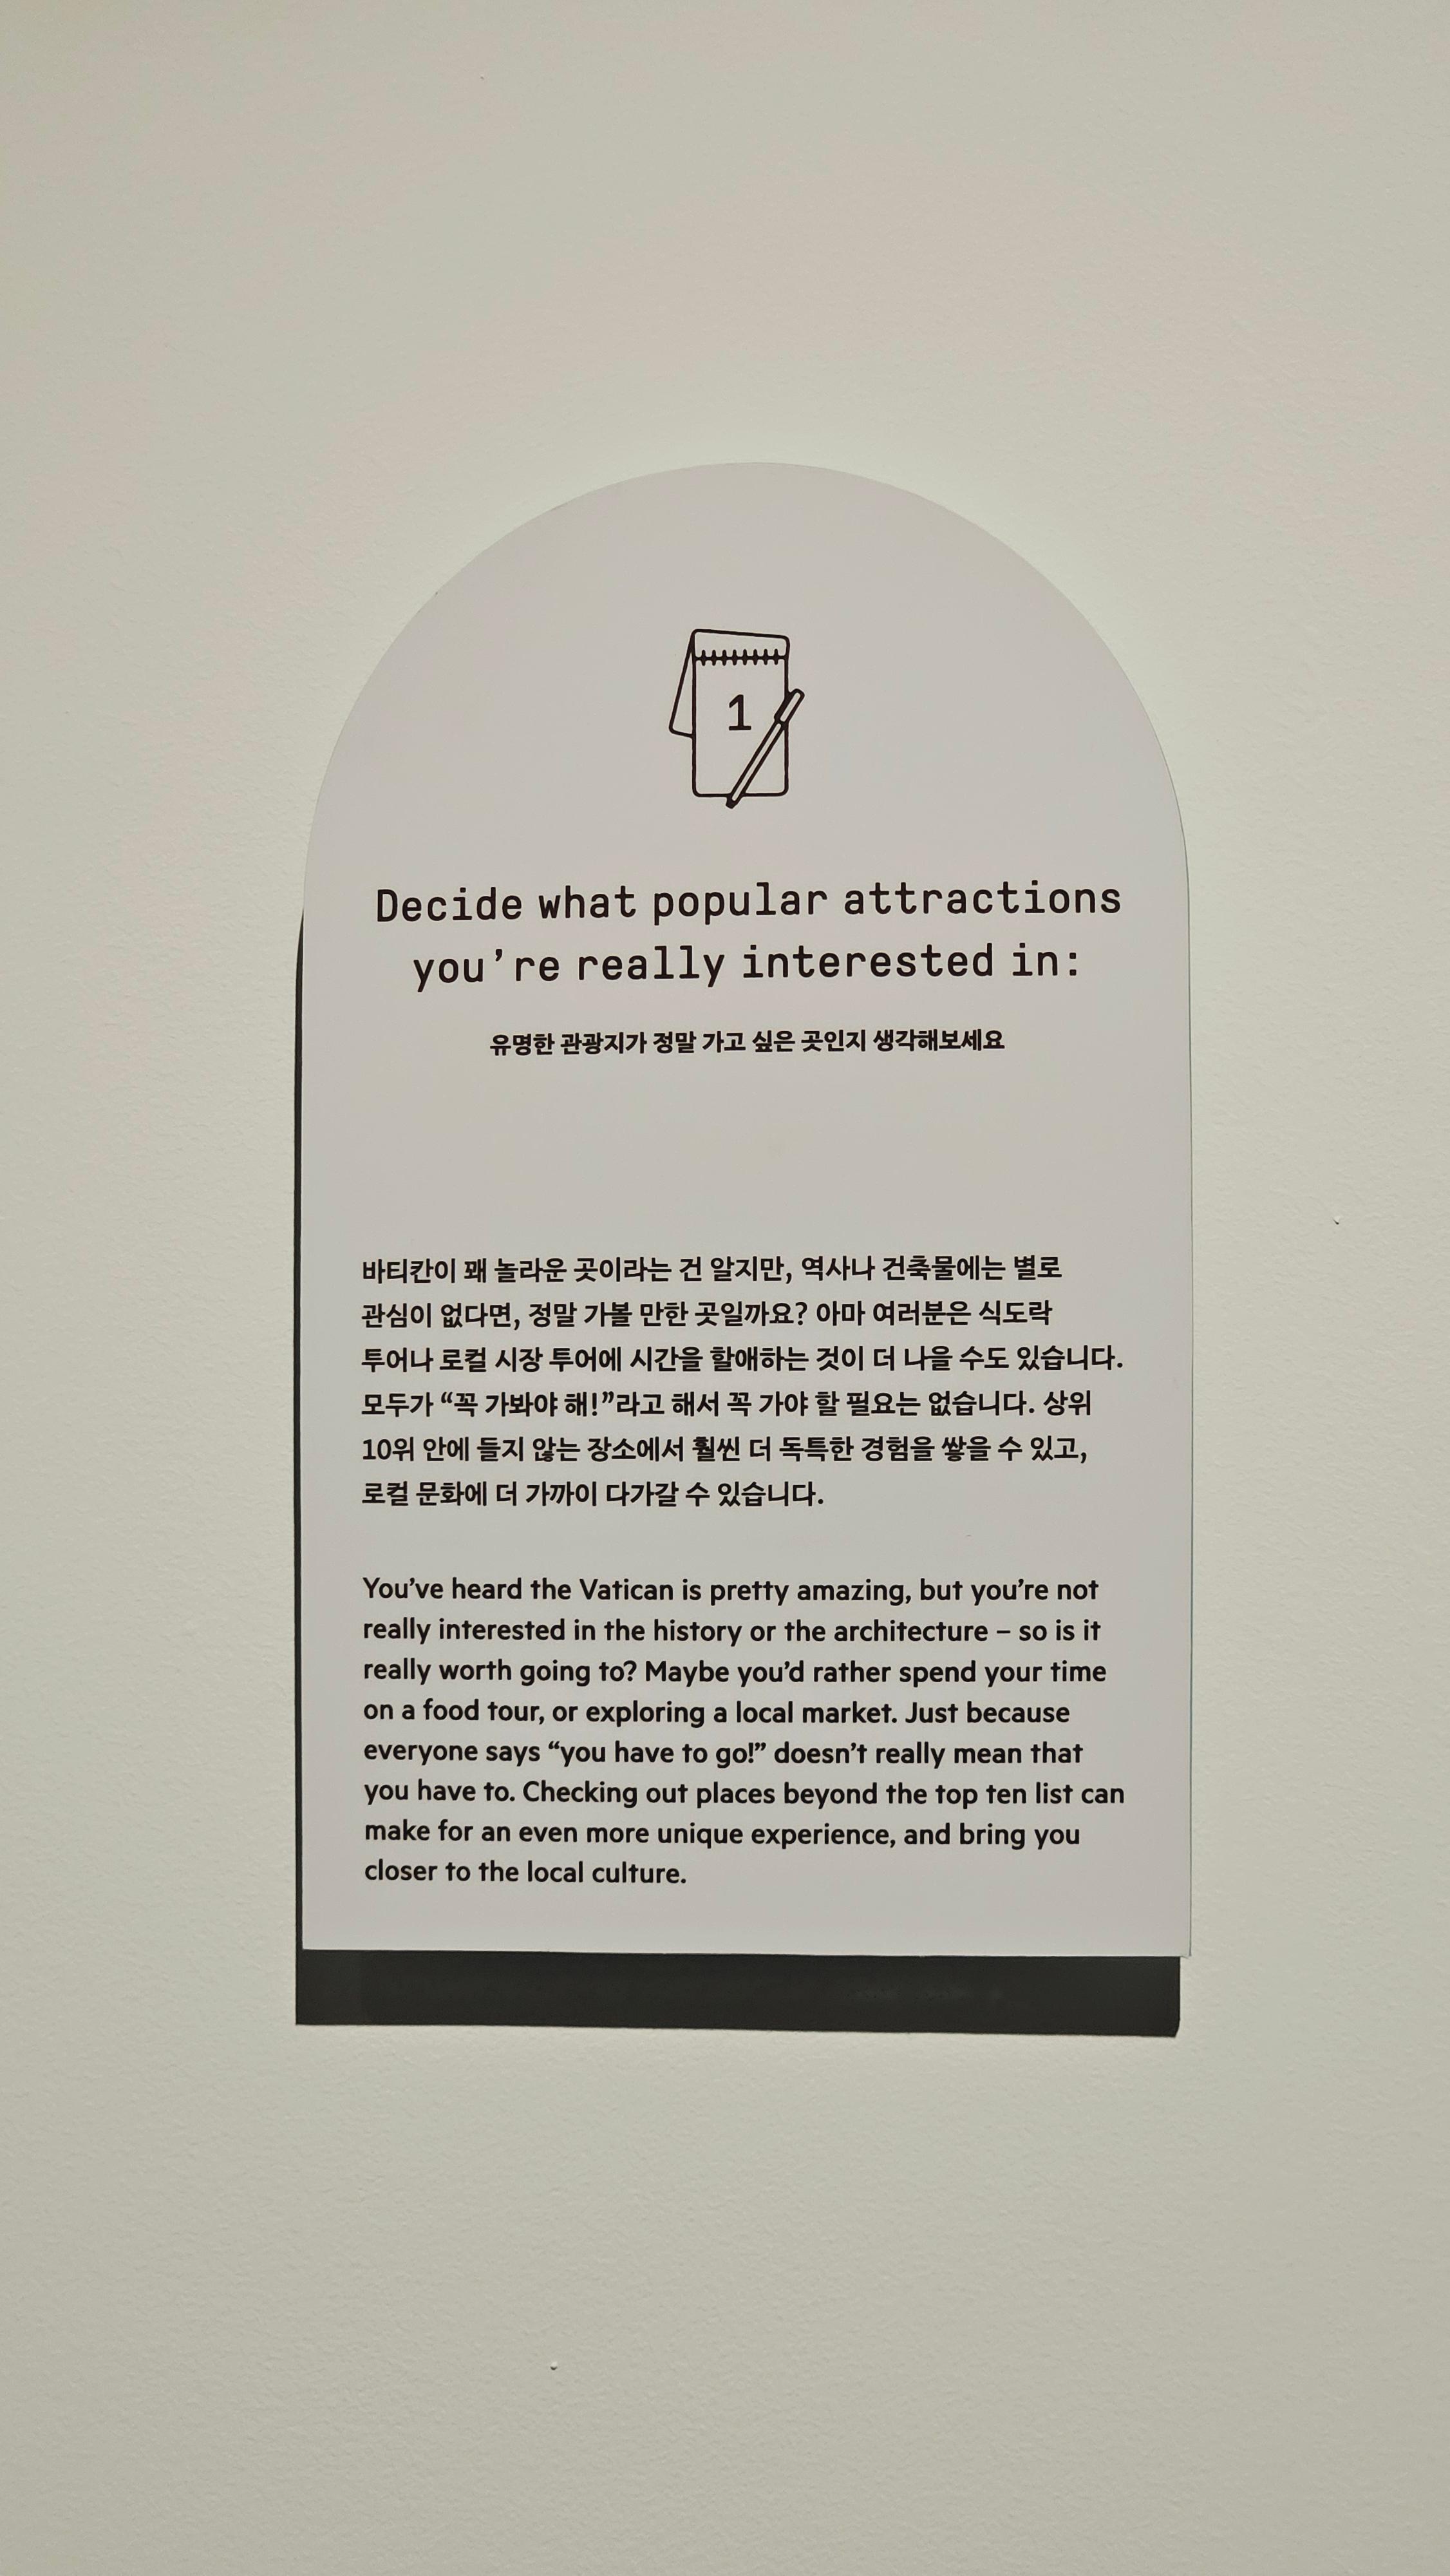 1
Decide what popular attractions
you’re really interested in:
유명한 관광지가 정말 가고 싶은 곳인지 생각해보세요
바티칸이 꽤 놀라운 곳이라는 건 알지만, 역사나 건축물에는 별로
관심이 없다면, 정말 가볼 만한 곳일까요? 아마 여러분은 식도락
투어나 로컬 시장 투어에 시간을 할애하는 것이 더 나을 수도 있습니다.
모두가 “꼭 가봐야 해!”라고 해서 꼭 가야 할 필요는 없습니다. 상위
10위 안에 들지 않는 장소에서 훨씬 더 독특한 경험을 쌓을 수 있고,
로컬 문화에 더 가까이 다가갈 수 있습니다.
You’ve heard the Vatican is pretty amazing, but you’re not
really interested in the history or the architecture – so is it
really worth going to? Maybe you’d rather spend your time
on a food tour, or exploring a local market. Just because
everyone says “you have to go!” doesn’t really mean that
you have to. Checking out places beyond the top ten list can
make for an even more unique experience, and bring you
closer to the local culture.